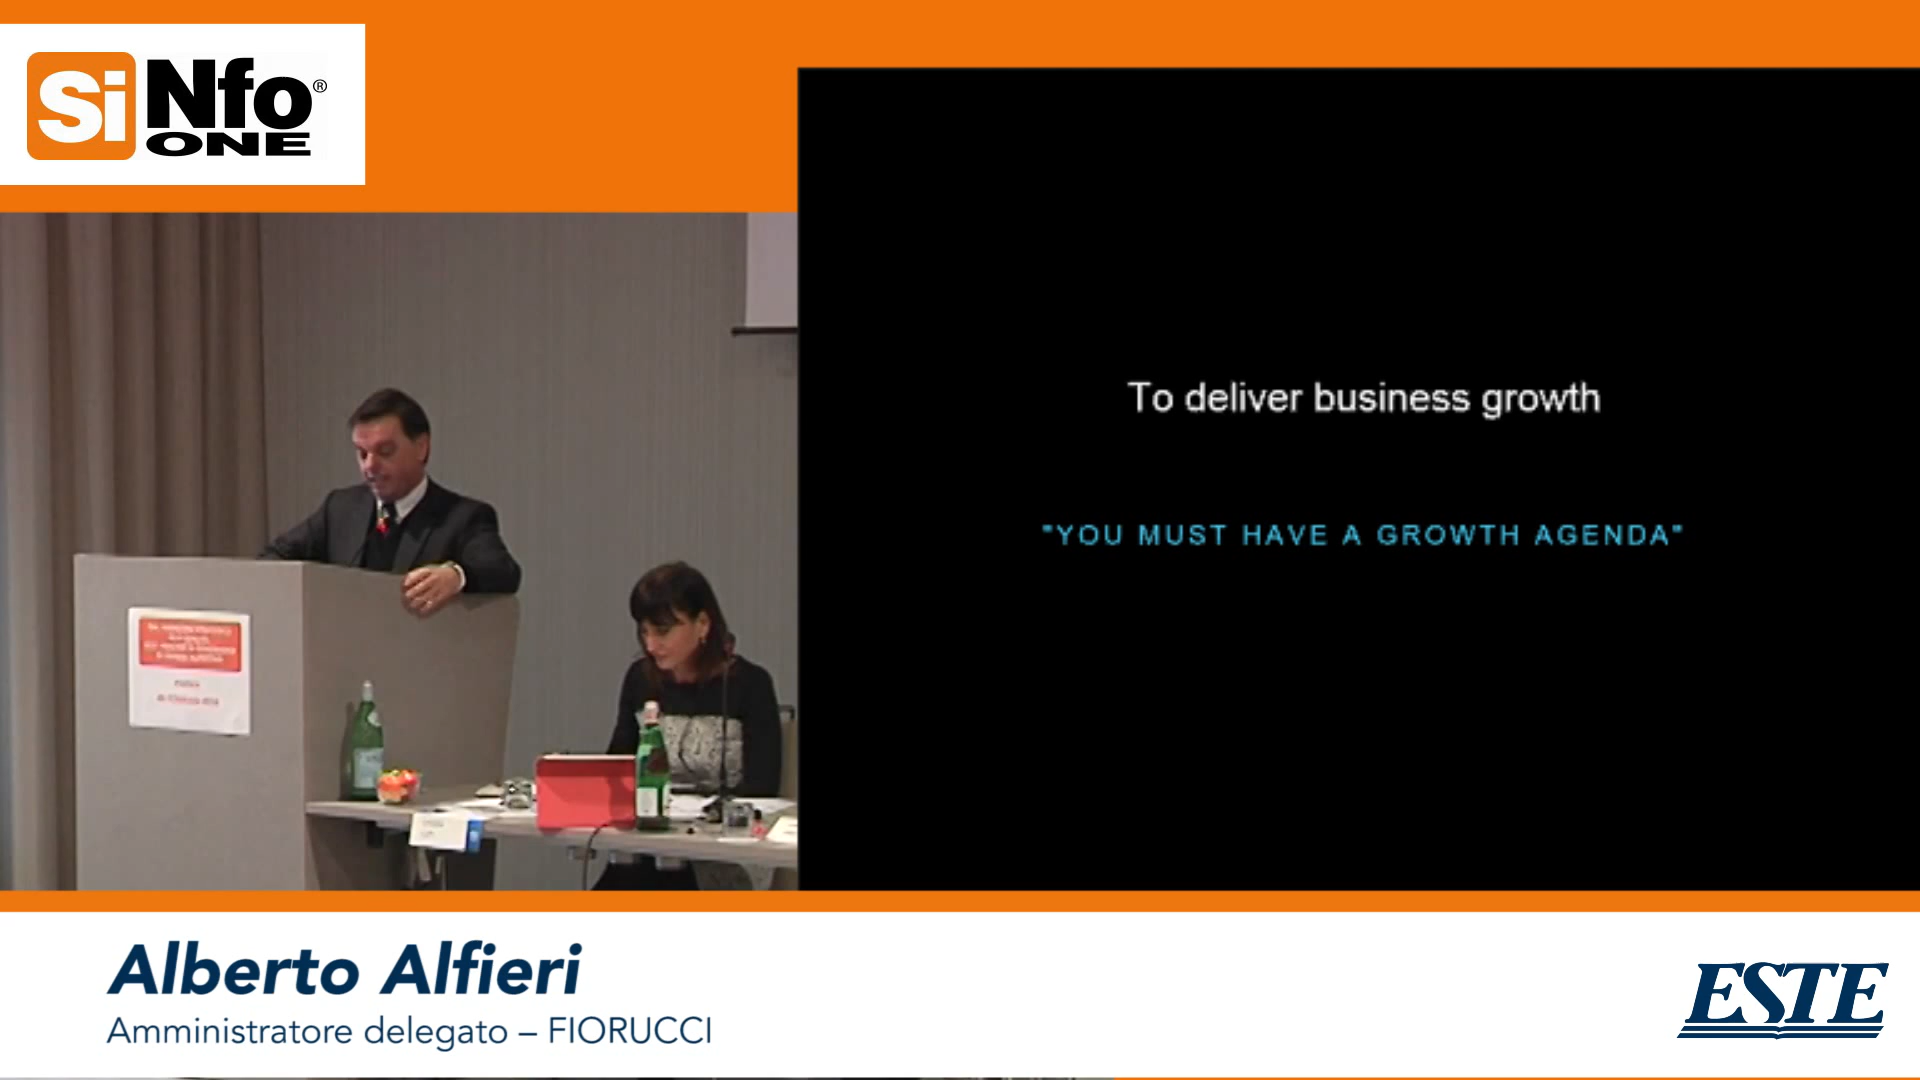 Si Nfo®
ONE
To deliver business growth
"YOU MUST HAVE A GROWTH AGENDA"
Alberto Alfieri
Amministratore delegato – FIORUCCI
ESTE